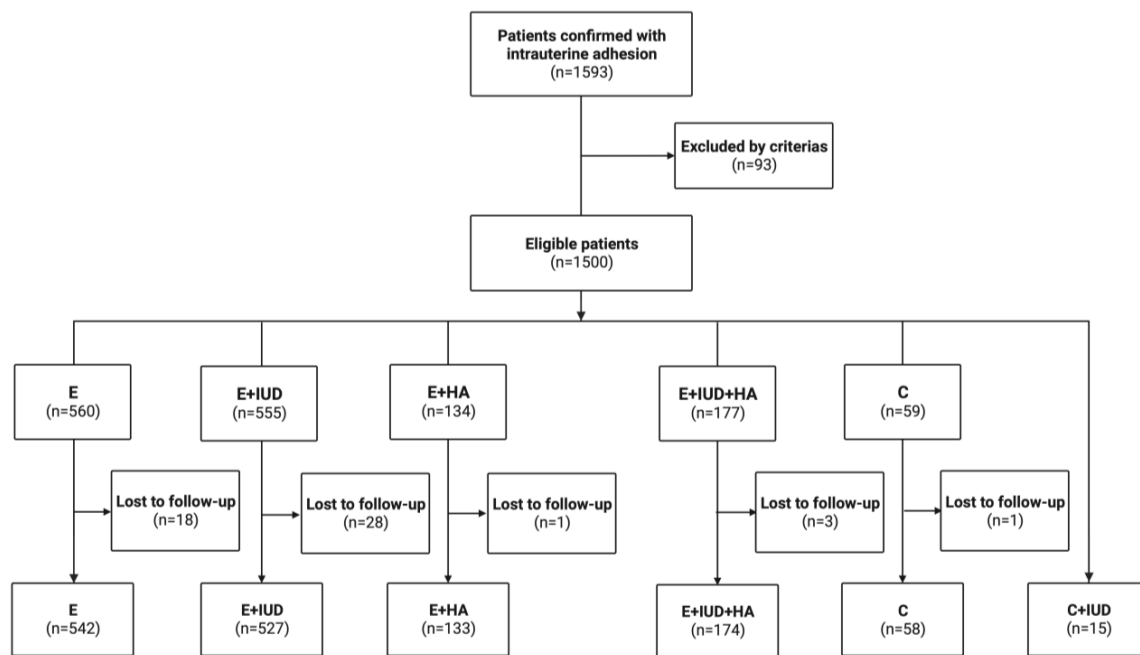 Patients confirmed with
intrauterine adhesion
(n=1593)
Excluded by criterias
(n=93)
Eligible patients
(n=1500)
E
(n=560)
E+IUD
(n=555)
E+HA
(n=134)
E+IUD+HA
(n=177)
C
(n=59)
Lost to follow-up
(n=18)
Lost to follow-up
(n=28)
Lost to follow-up
(n=1)
Lost to follow-up
(n=3)
Lost to follow-up
(n=1)
E
(n=542)
E+IUD
(n=527)
E+HA
(n=133)
E+IUD+HA
(n=174)
C
(n=58)
C+IUD
(n=15)